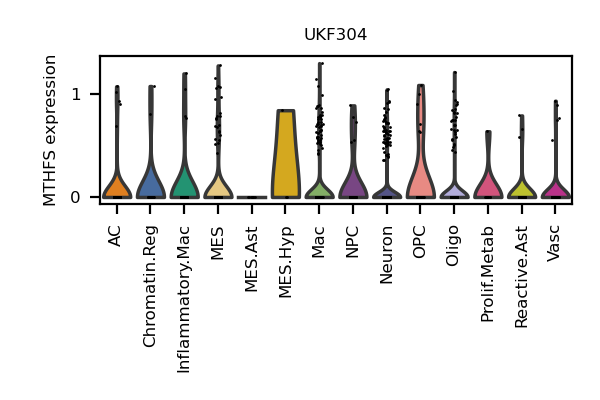 UKF304
MTHFS expression
1
0
AC
Chromatin.Reg
Inflammatory.Mac
MES
MES.Ast
MES.Hyp
Mac
NPC
Neuron
OPC
Oligo
Prolif.Metab
Reactive.Ast
Vasc